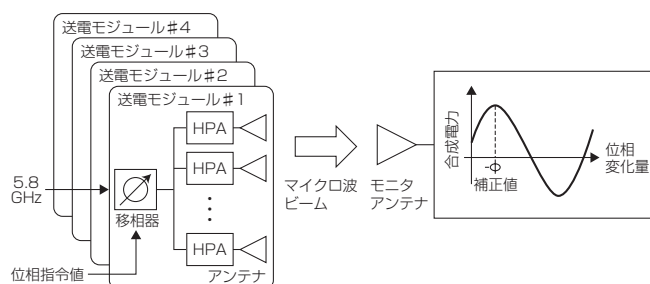 送電モジュール♯4
送電モジュール♯3
送電モジュール♯2
送電モジュール♯1
HPA
HPA
⋮
HPA
5.8
GHz
移相器
位相指令値
アンテナ
マイクロ波
ビーム
モニタ
アンテナ
合成電力
-Φ
補正値
位相
変化量